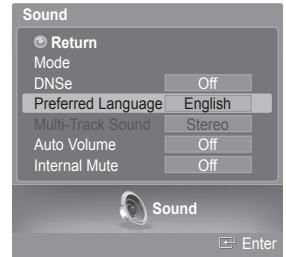 Sound
Return
Mode
DNSe Off
Preferred Language English
Multi-Track Sound Stereo
Auto Volume Off
Internal Mute Off
Sound
Enter